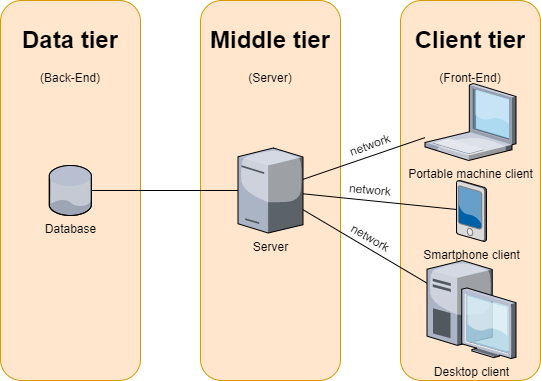 Data tier
(Back-End)
Database
Middle tier
(Server)
Server
network
network
network
Client tier
(Front-End)
Portable machine client
Smartphone client
Desktop client